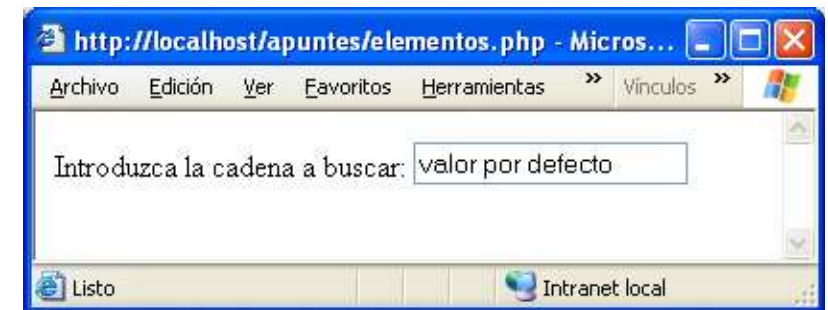 http://localhost/apuntes/elementos.php - Micros...
Archivo Edición Ver Favoritos Herramientas » Vínculos »
Introduzca la cadena a buscar: valor por defecto
Listo Intranet local